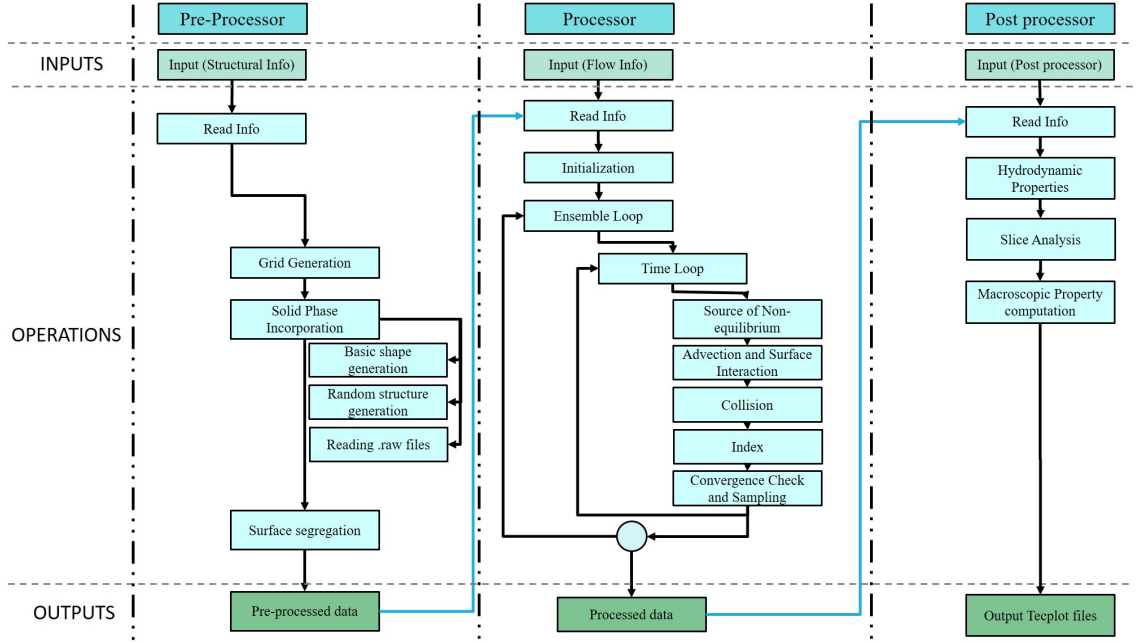 Pre-Processor
Processor
Post processor
INPUTS
Input (Structural Info)
Input (Flow Info)
Input (Post processor)
OPERATIONS
Read Info
Grid Generation
Solid Phase
Incorporation
Basic shape
generation
Random structure
generation
Reading .raw files
Surface segregation
Read Info
Initialization
Ensemble Loop
Time Loop
Source of Non-
equilibrium
Advection and Surface
Interaction
Collision
Index
Convergence Check
and Sampling
Read Info
Hydrodynamic
Properties
Slice Analysis
Macroscopic Property
computation
OUTPUTS
Pre-processed data
Processed data
Output Tecplot files